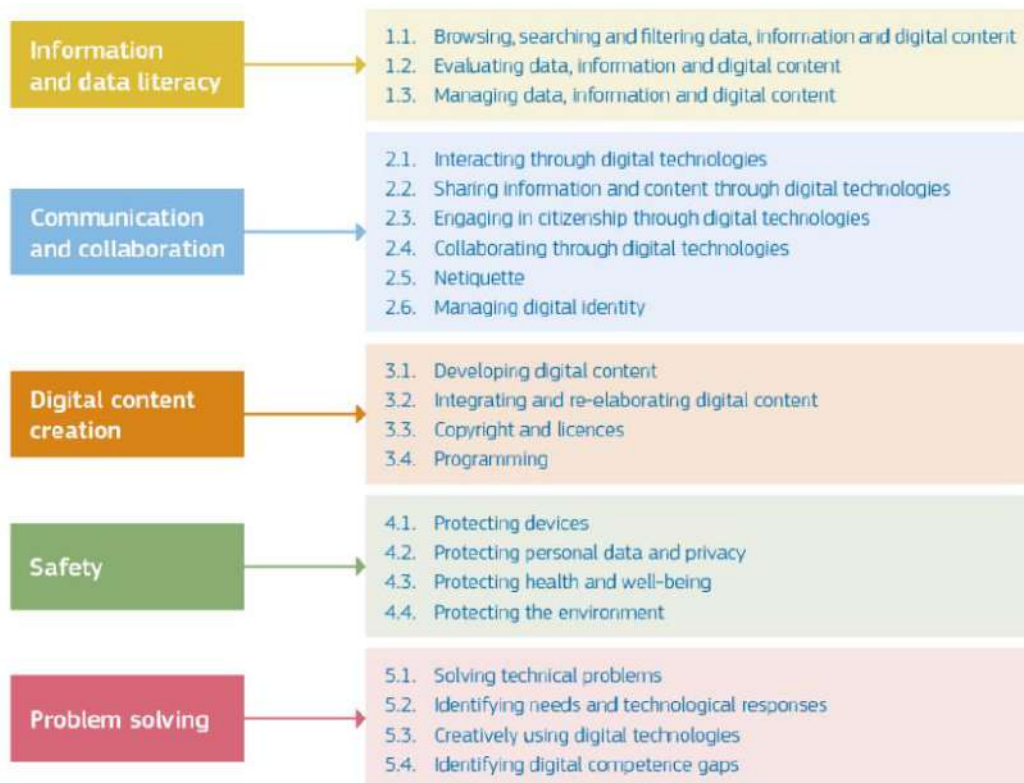 Information
and data literacy
1.1. Browsing, searching and filtering data, information and digital content
1.2. Evaluating data, information and digital content
1.3. Managing data, information and digital content
Communication
and collaboration
2.1. Interacting through digital technologies
2.2. Sharing information and content through digital technologies
2.3. Engaging in citizenship through digital technologies
2.4. Collaborating through digital technologies
2.5. Netiquette
2.6. Managing digital identity
Digital content
creation
3.1. Developing digital content
3.2. Integrating and re-elaborating digital content
3.3. Copyright and licences
3.4. Programming
Safety
4.1. Protecting devices
4.2. Protecting personal data and privacy
4.3. Protecting health and well-being
4.4. Protecting the environment
Problem solving
5.1. Solving technical problems
5.2. Identifying needs and technological responses
5.3. Creatively using digital technologies
5.4. Identifying digital competence gaps